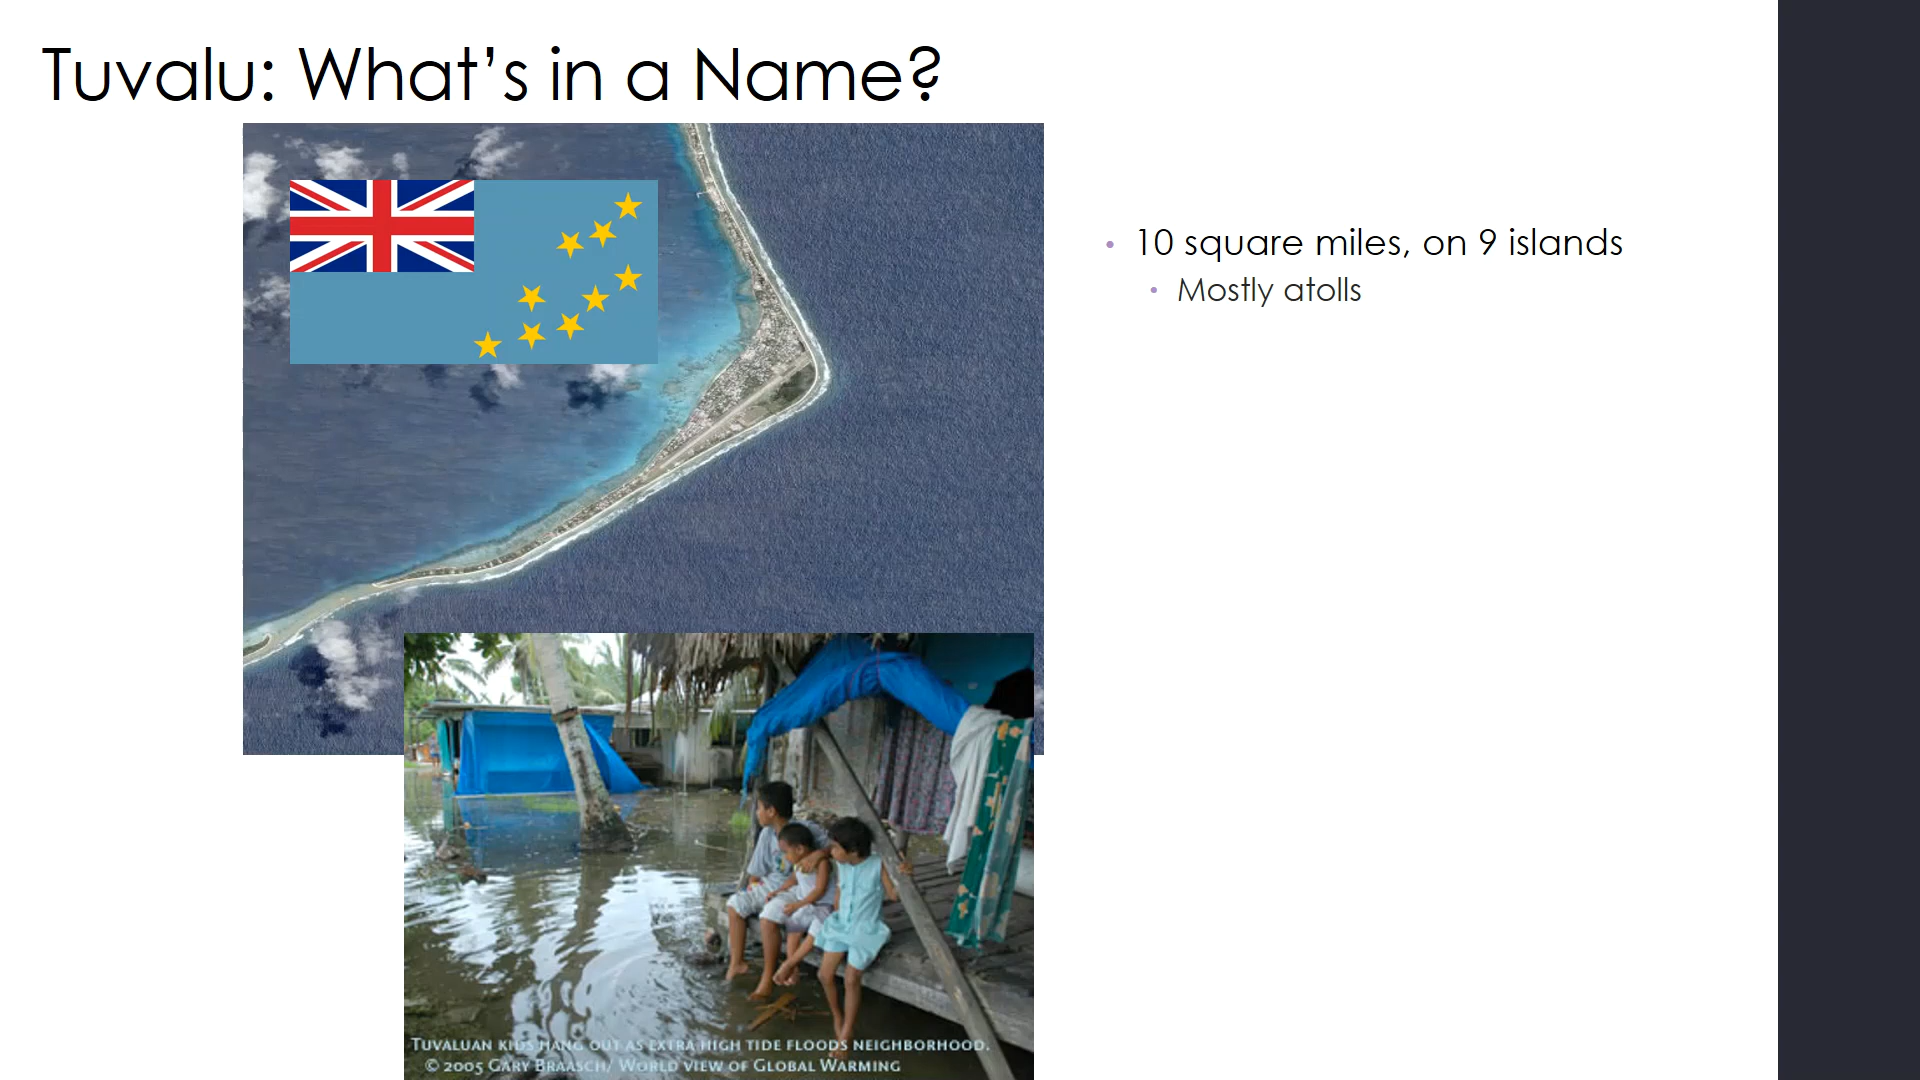 Tuvalu: What's in a Name?
• 10 square miles, on 9 islands
• Mostly atolls
Tuvaluan kids hang out as extra high tide floods neighborhood.
© 2005 Gary Braasch/ World view of Global Warming